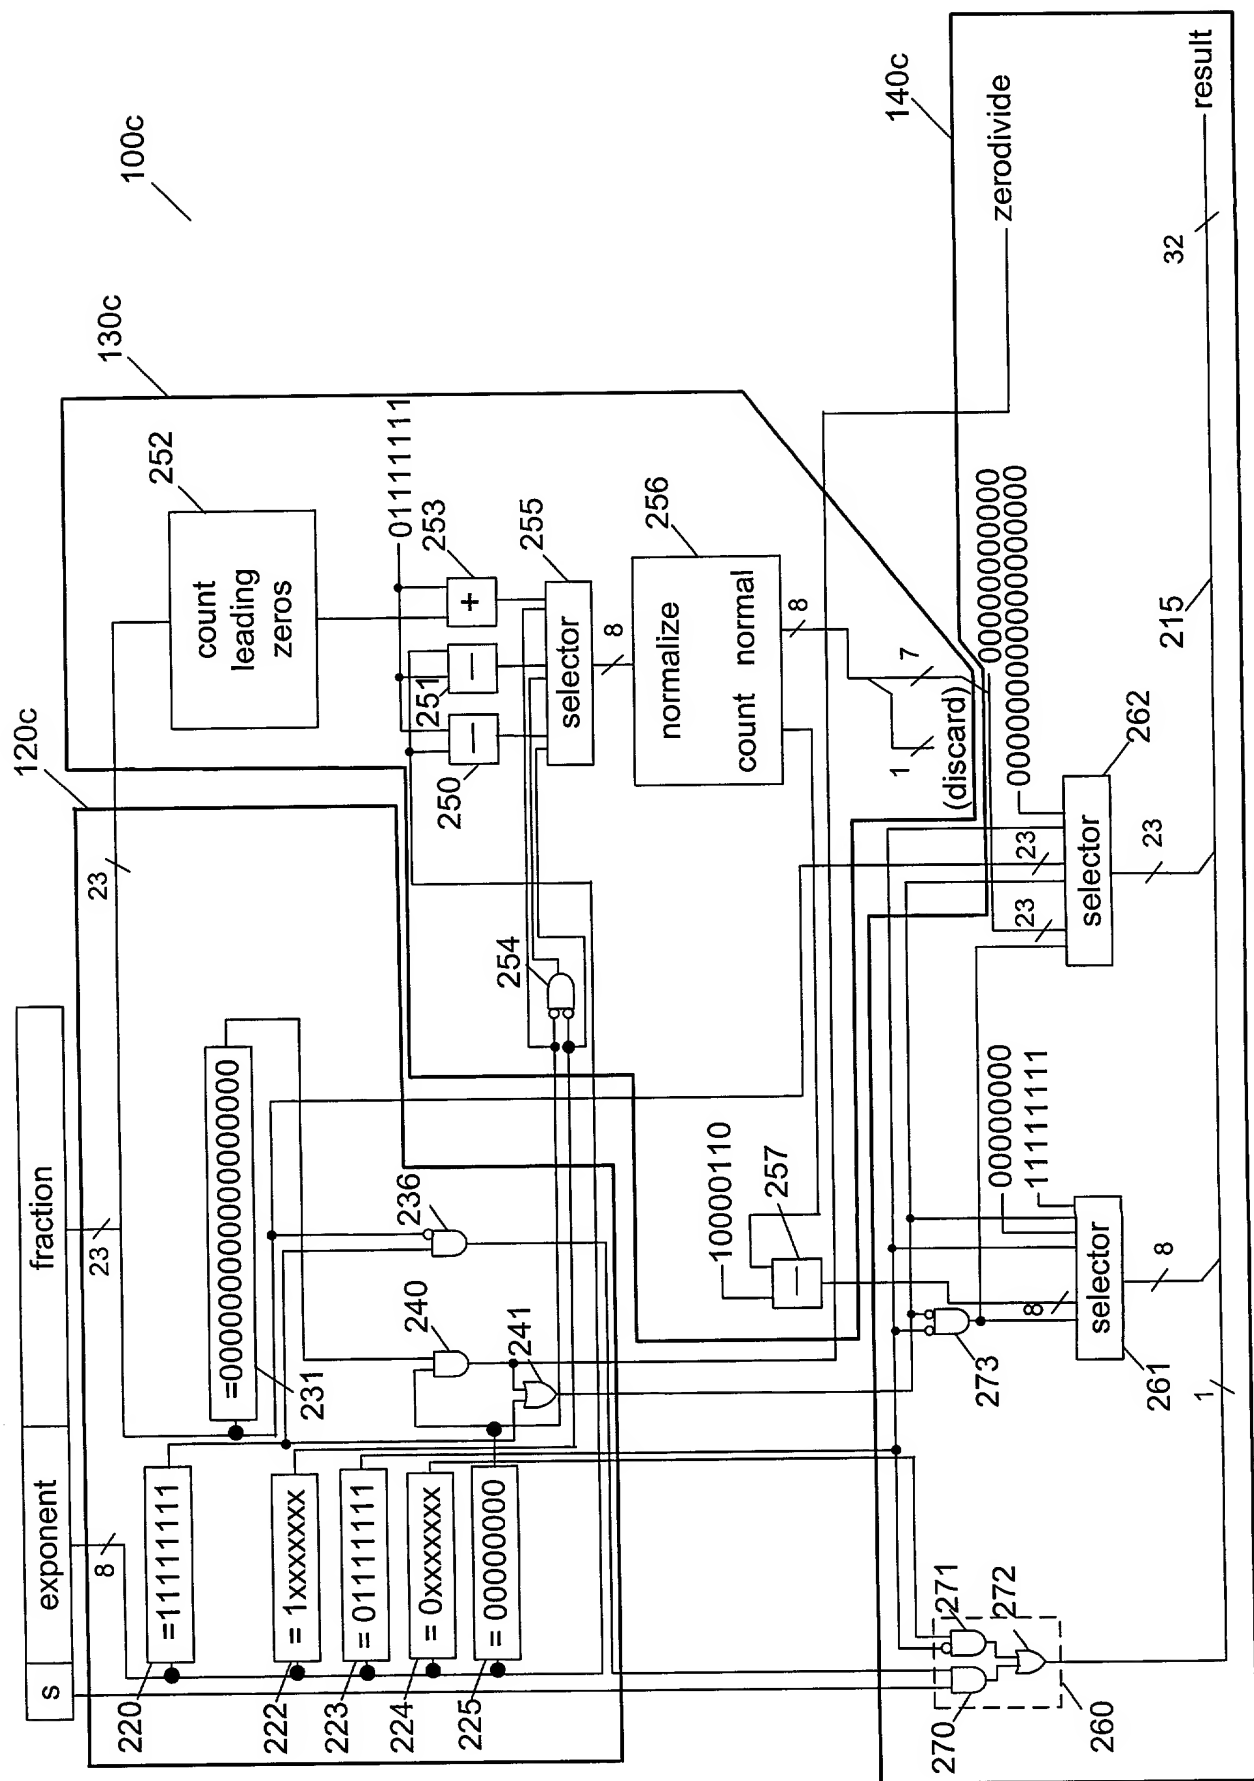 s
exponent
fraction
8
23
23
120c
130c
100c
140c
220
=11111111
222
= 1xxxxxxx
223
= 01111111
224
= 0xxxxxxx
225
= 00000000
=00000000000000000000000
231
236
240
241
count
leading
zeros
252
01111111
250
−
251
−
+
253
254
selector
255
8
normalize
count normal
256
8
7
1
(discard)
10000110
−
257
zerodivide
270
271
272
260
273
00000000
11111111
8
selector
261
8
1
0000000000000000
00000000000000000000000
23
23
selector
262
23
215
32
result